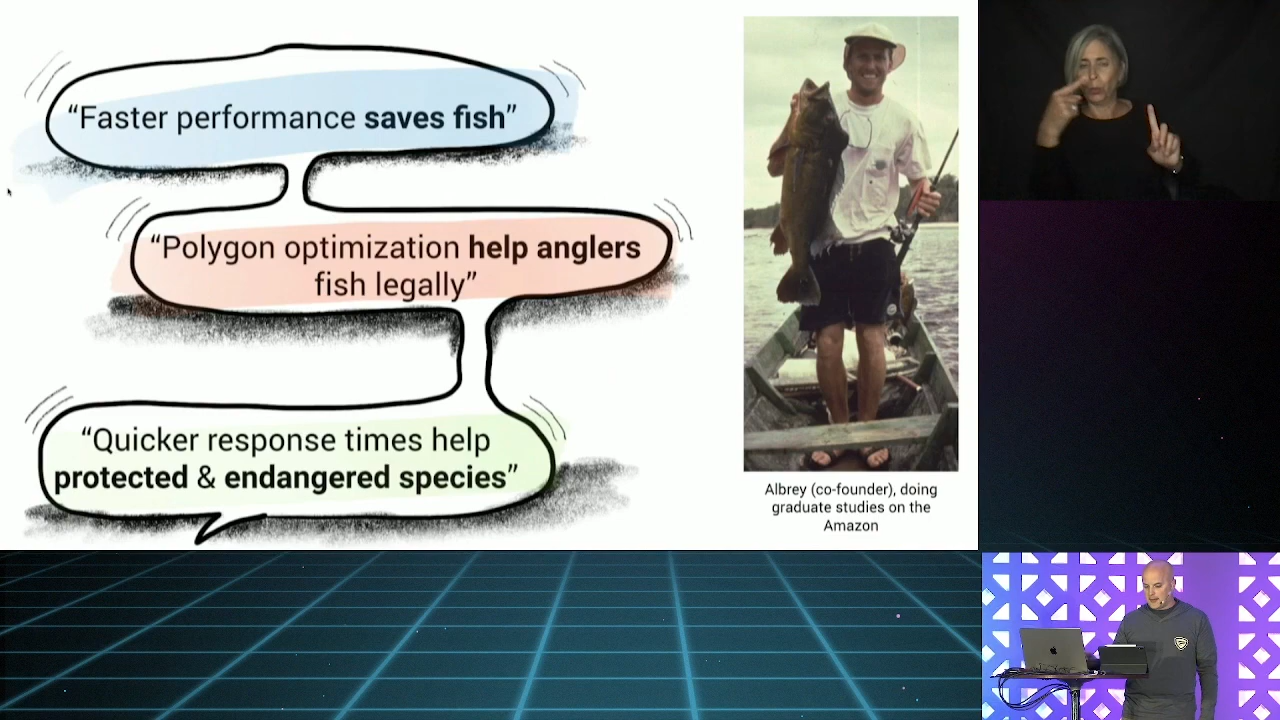 “Faster performance saves fish”
“Polygon optimization help anglers
fish legally”
“Quicker response times help
protected & endangered species”
Albrey (co-founder), doing
graduate studies on the
Amazon